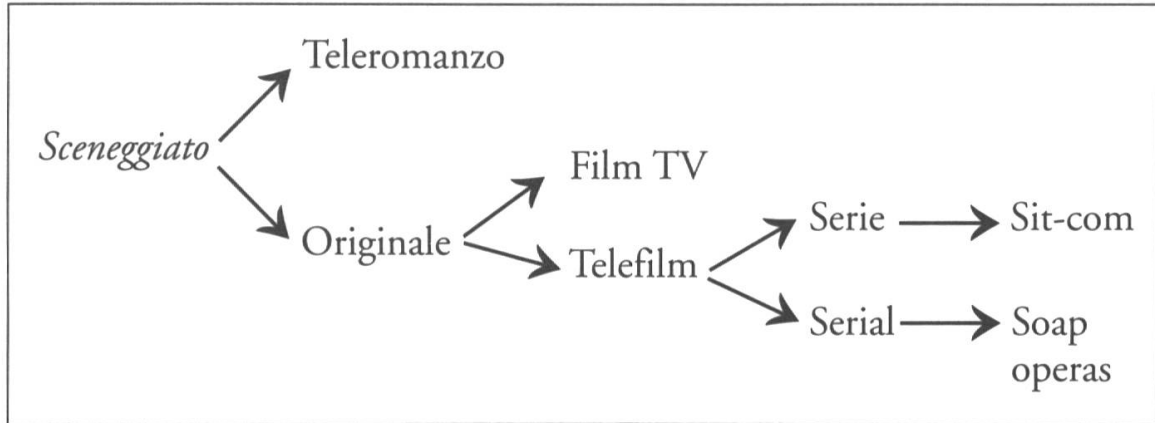 Teleromanzo
Sceneggiato
Film TV
Originale
Serie
Sit-com
Telefilm
Serial
Soap
operas